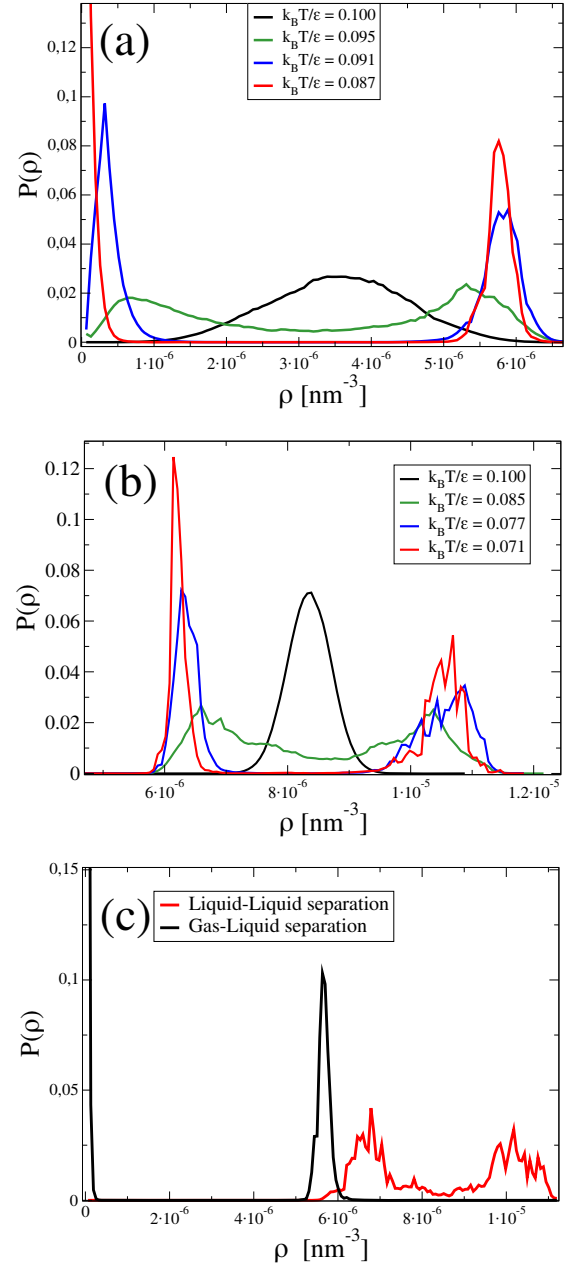 (a)
k_BT/ε = 0.100
k_BT/ε = 0.095
k_BT/ε = 0.091
k_BT/ε = 0.087
0,12
0,1
0,08
0,06
0,04
0,02
0
P(ρ)
0 1·10⁻⁶ 2·10⁻⁶ 3·10⁻⁶ 4·10⁻⁶ 5·10⁻⁶ 6·10⁻⁶
ρ [nm⁻³]
(b)
k_BT/ε = 0.100
k_BT/ε = 0.085
k_BT/ε = 0.077
k_BT/ε = 0.071
0.12
0.1
0.08
0.06
0.04
0.02
0
P(ρ)
6·10⁻⁶ 8·10⁻⁶ 1·10⁻⁵ 1.2·10⁻⁵
ρ [nm⁻³]
(c)
Liquid-Liquid separation
Gas-Liquid separation
0,15
0,1
0,05
0
P(ρ)
0 2·10⁻⁶ 4·10⁻⁶ 6·10⁻⁶ 8·10⁻⁶ 1·10⁻⁵
ρ [nm⁻³]